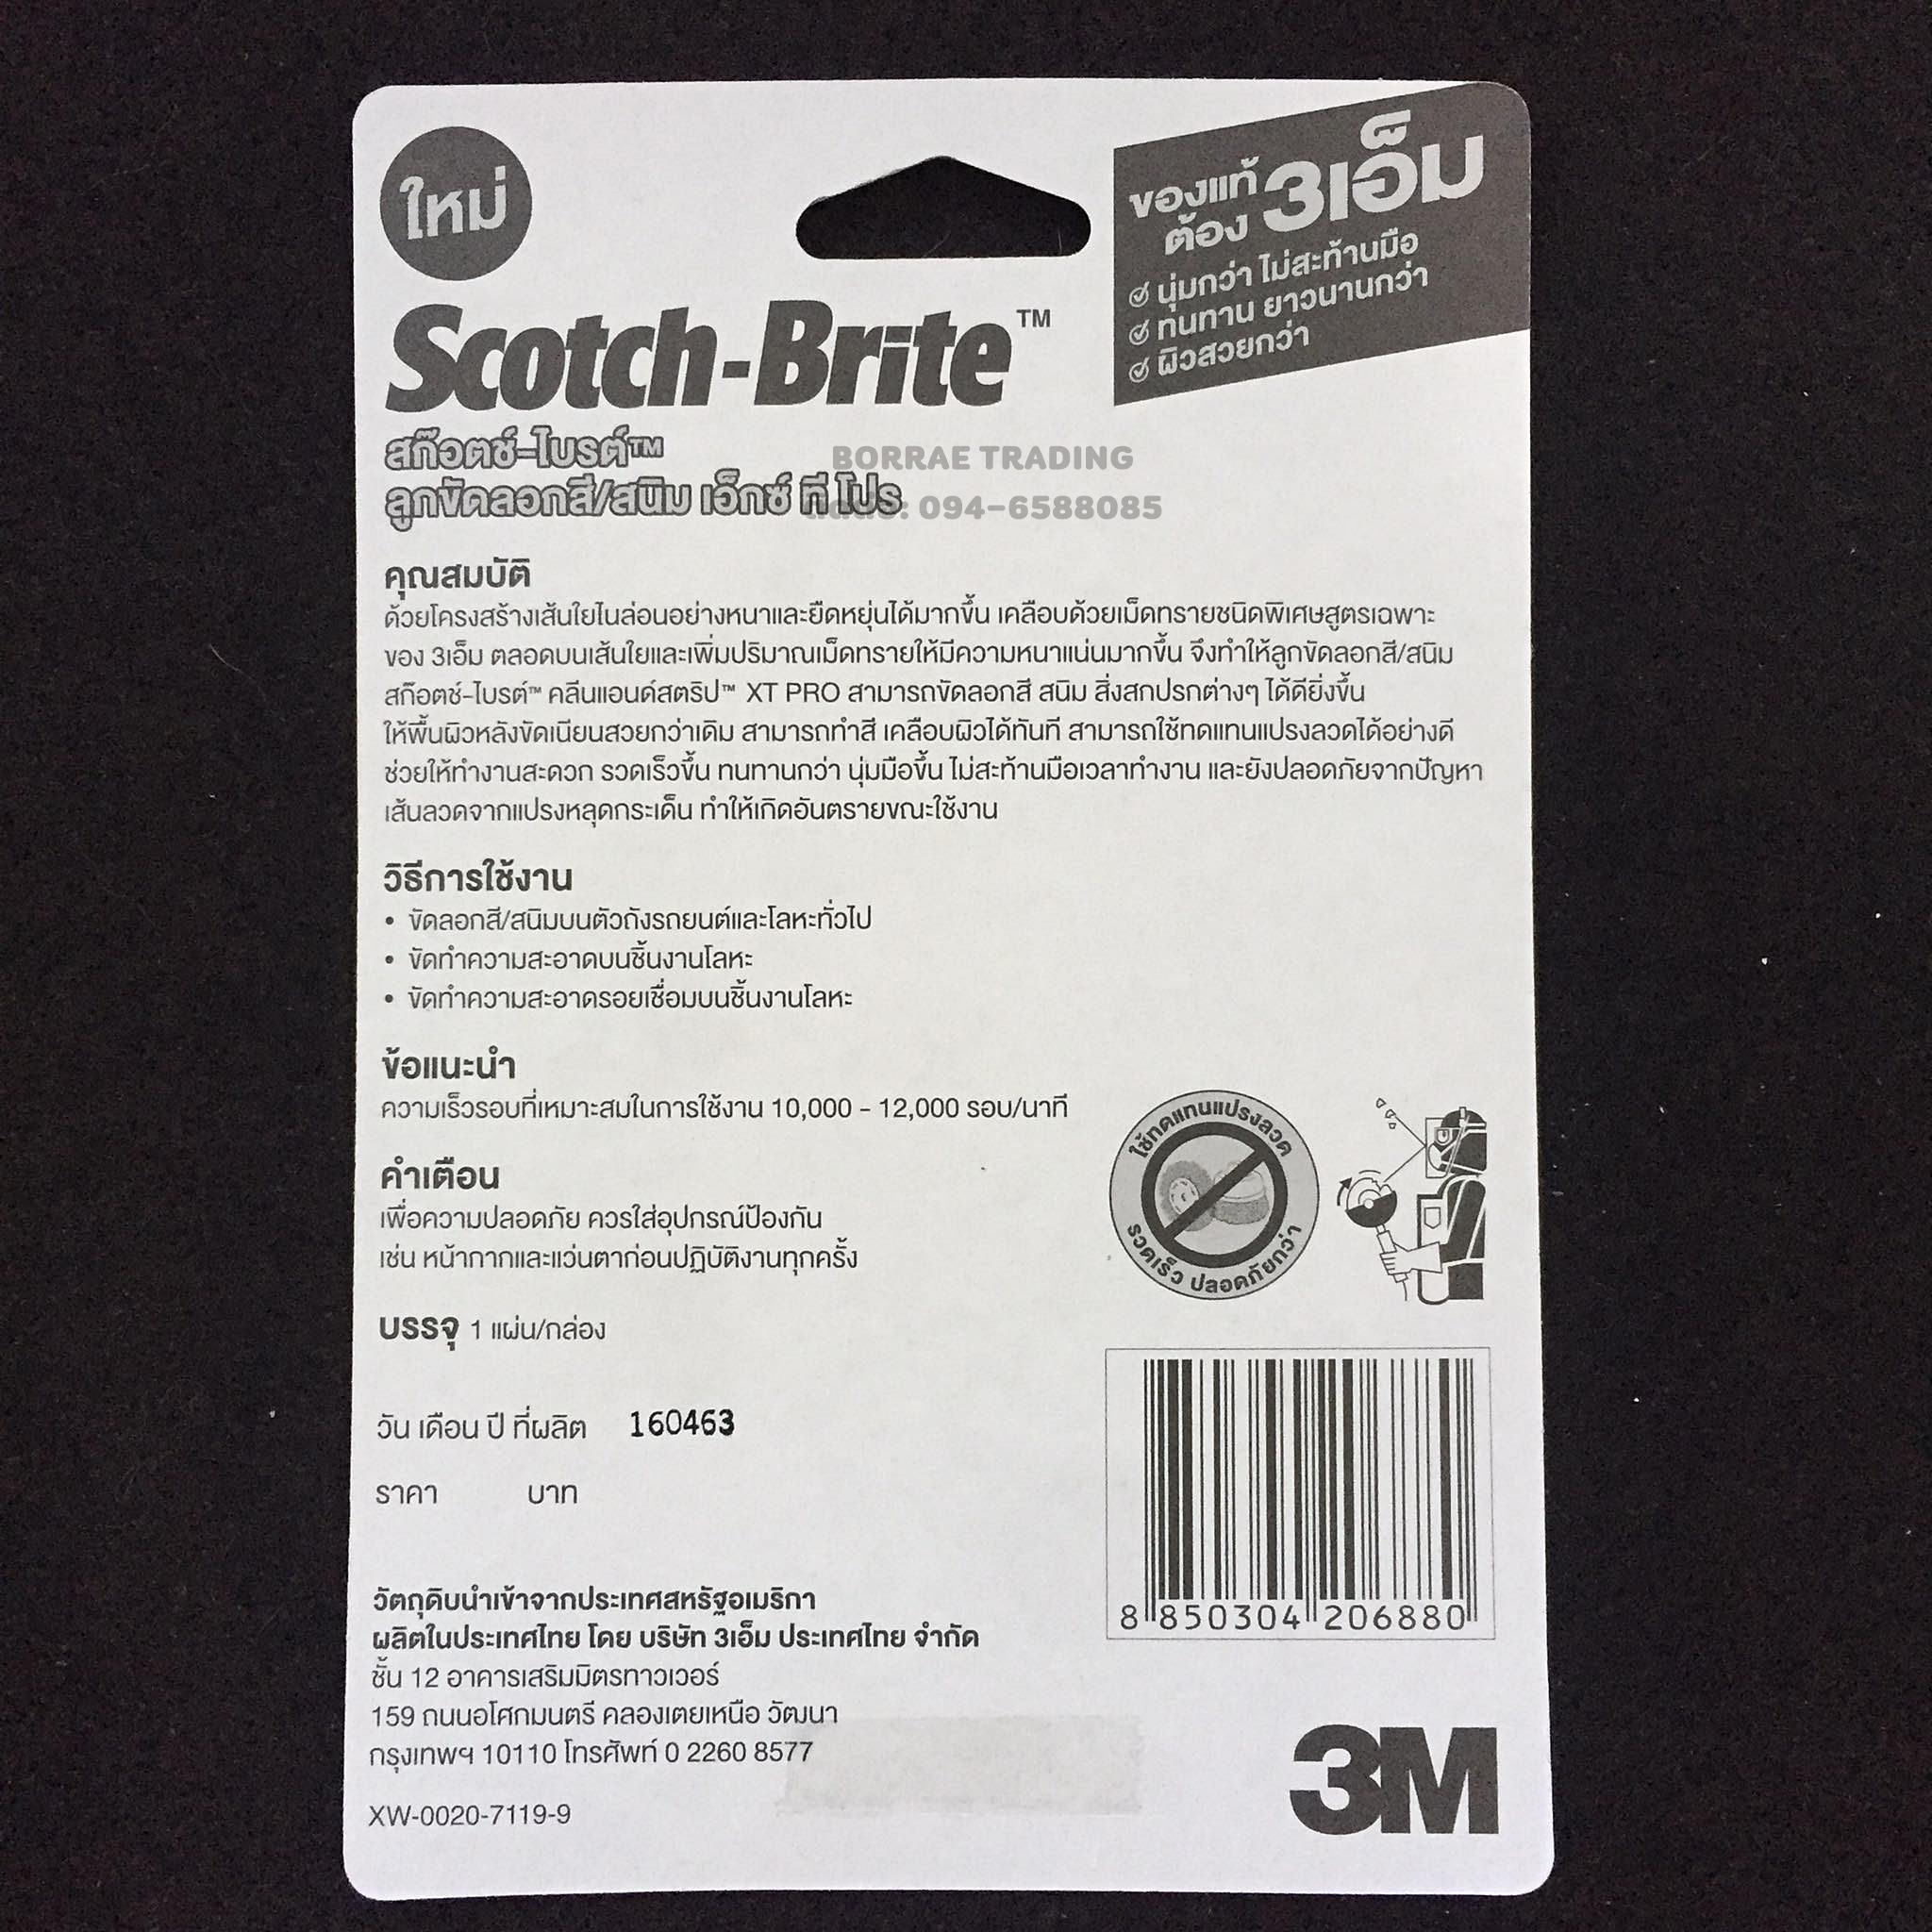 ใหม่
ของแท้
ต้อง 3เอ็ม
นุ่มกว่า ไม่สะท้านมือ
ทนทาน ยาวนานกว่า
ผิวสวยกว่า
Scotch-Brite™
สก๊อตช์-ไบรต์™
ลูกขัดลอกสี/สนิม เอ็กซ์ ที โปร
BORRAE TRADING
094-6588085
คุณสมบัติ
ด้วยโครงสร้างเส้นใยไนล่อนอย่างหนาและยืดหยุ่นได้มากขึ้น เคลือบด้วยเม็ดทรายชนิดพิเศษสูตรเฉพาะ
ของ 3เอ็ม ตลอดบนเส้นใยและเพิ่มปริมาณเม็ดทรายให้มีความหนาแน่นมากขึ้น จึงทำให้ลูกขัดลอกสี/สนิม
สก๊อตช์-ไบรต์™ คลีนแอนด์สตริป™ XT PRO สามารถขัดลอกสี สนิม สิ่งสกปรกต่างๆ ได้ดียิ่งขึ้น
ให้พื้นผิวหลังขัดเนียนสวยกว่าเดิม สามารถทำสี เคลือบผิวได้ทันที สามารถใช้ทดแทนแปรงลวดได้อย่างดี
ช่วยให้ทำงานสะดวก รวดเร็วขึ้น ทนทานกว่า นุ่มมือขึ้น ไม่สะท้านมือเวลาทำงาน และยังปลอดภัยจากปัญหา
เส้นลวดจากแปรงหลุดกระเด็น ทำให้เกิดอันตรายขณะใช้งาน
วิธีการใช้งาน
• ขัดลอกสี/สนิมบนตัวถังรถยนต์และโลหะทั่วไป
• ขัดทำความสะอาดบนชิ้นงานโลหะ
• ขัดทำความสะอาดรอยเชื่อมบนชิ้นงานโลหะ
ข้อแนะนำ
ความเร็วรอบที่เหมาะสมในการใช้งาน 10,000 - 12,000 รอบ/นาที
คำเตือน
เพื่อความปลอดภัย ควรใส่อุปกรณ์ป้องกัน
เช่น หน้ากากและแว่นตาก่อนปฏิบัติงานทุกครั้ง
ใช้ทดแทนแปรงลวด
รวดเร็ว ปลอดภัยกว่า
บรรจุ 1 แผ่น/กล่อง
วัน เดือน ปี ที่ผลิต 160463
ราคา บาท
8 850304 206880
วัตถุดิบนำเข้าจากประเทศสหรัฐอเมริกา
ผลิตในประเทศไทย โดย บริษัท 3เอ็ม ประเทศไทย จำกัด
ชั้น 12 อาคารเสริมมิตรทาวเวอร์
159 ถนนอโศกมนตรี คลองเตยเหนือ วัฒนา
กรุงเทพฯ 10110 โทรศัพท์ 0 2260 8577
XW-0020-7119-9
3M